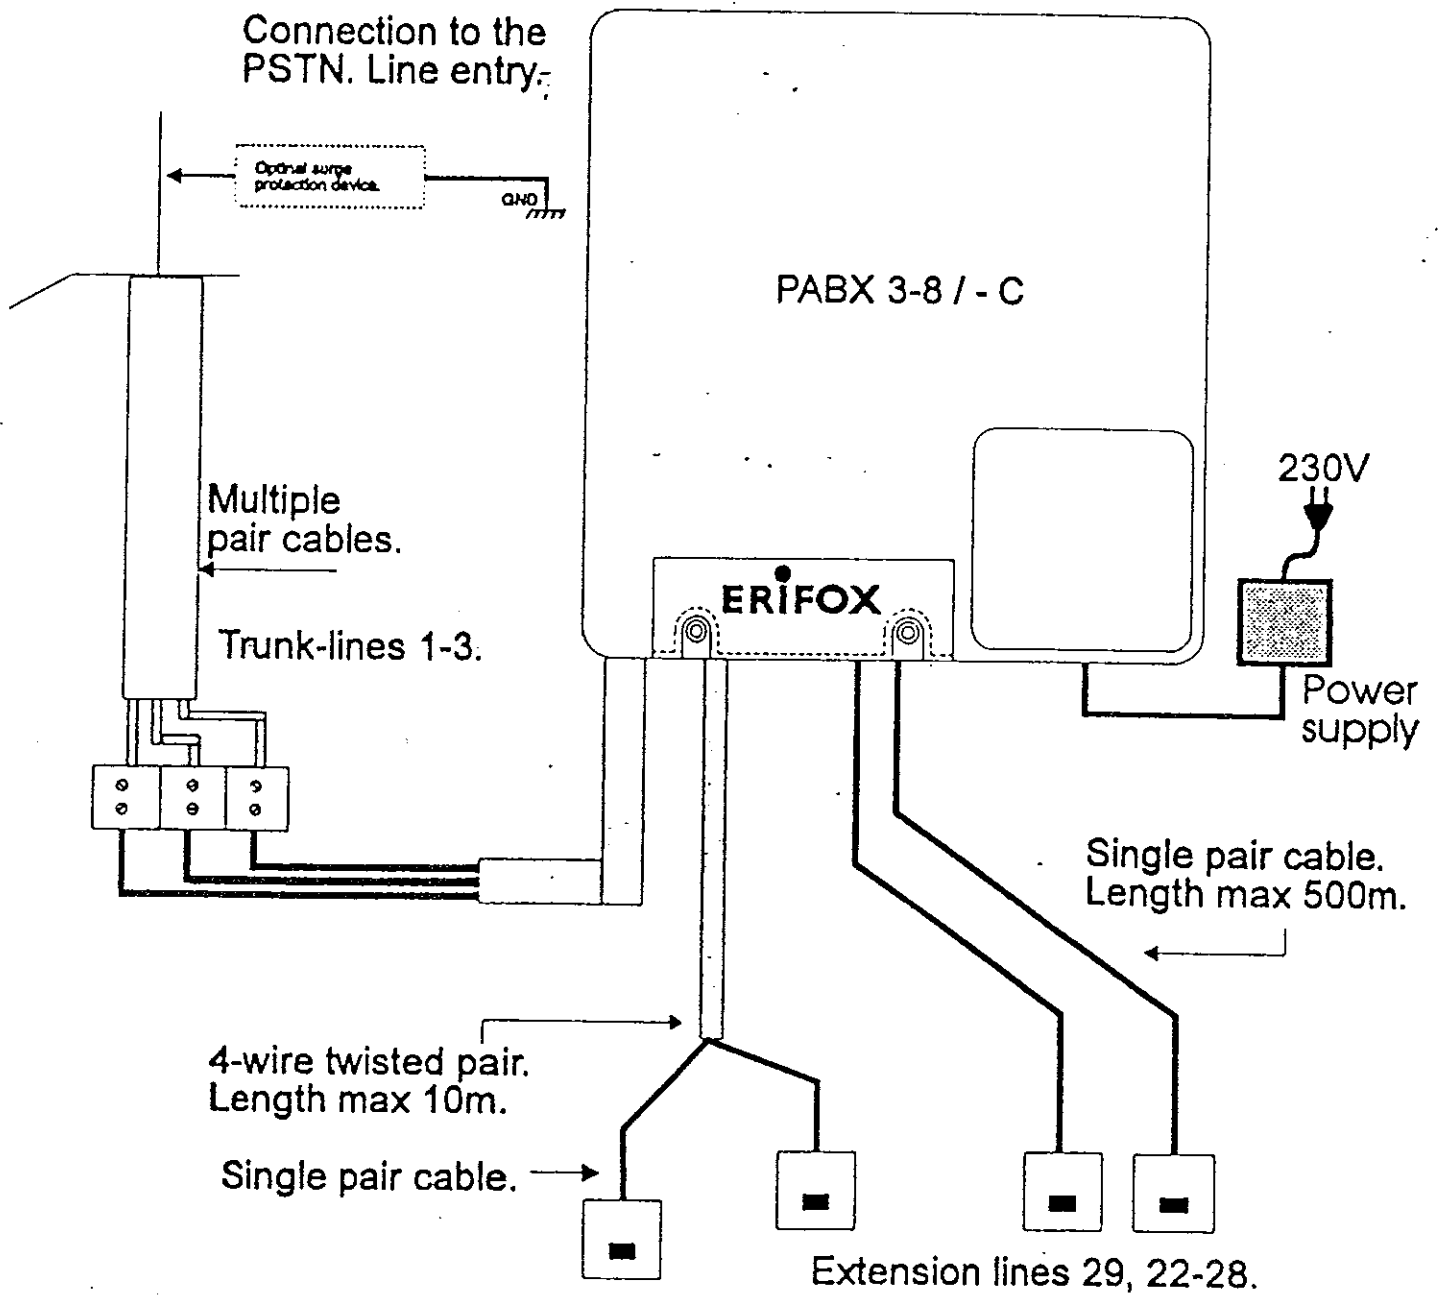 Connection to the
PSTN. Line entry.
Optinal surge
protection device.
GND
PABX 3-8 / - C
Multiple
pair cables.
Trunk-lines 1-3.
ERIFOX
230V
Power
supply
Single pair cable.
Length max 500m.
4-wire twisted pair.
Length max 10m.
Single pair cable.
Extension lines 29, 22-28.